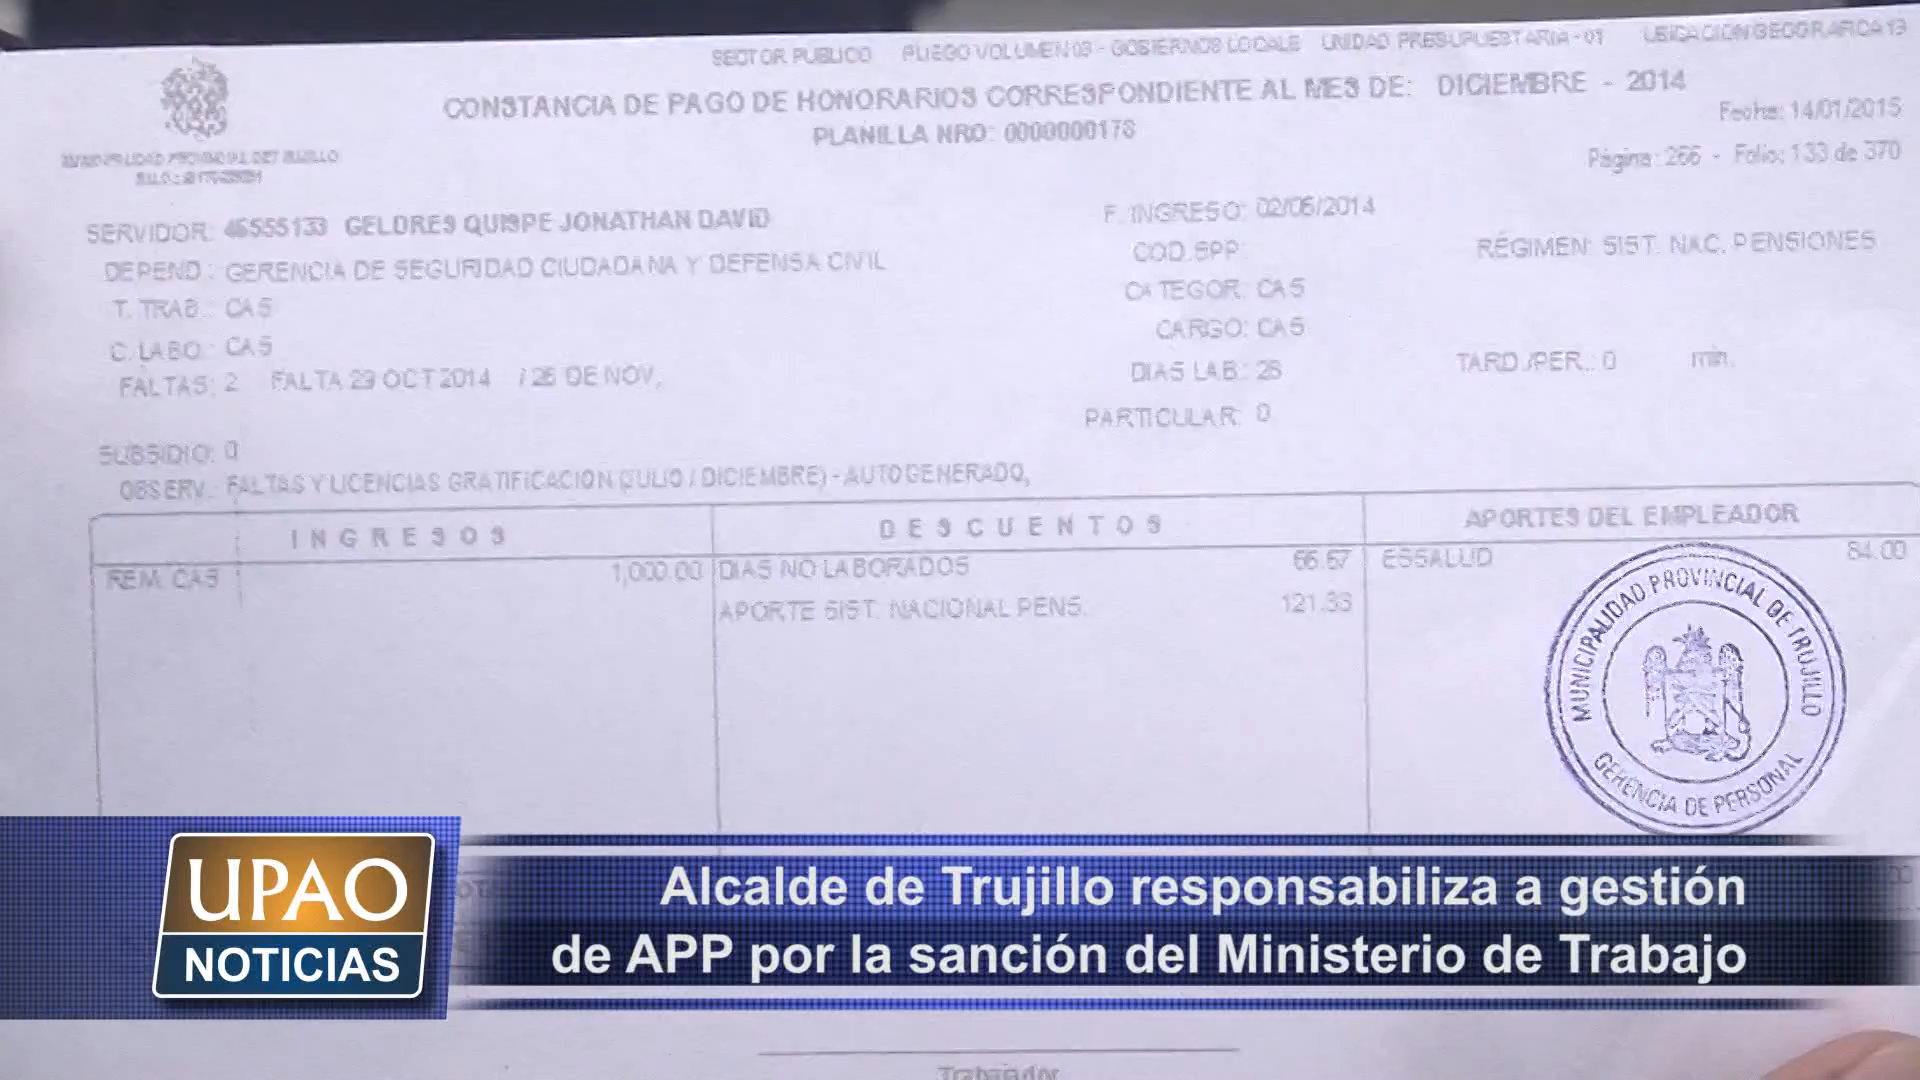 SECTOR PUBLICO PLIEGO VOLUMEN 03 - GOBIERNOS LOCALE UNIDAD PRESUPUESTARIA - 01 UBICACION GEOGRAFICA 13
CONSTANCIA DE PAGO DE HONORARIOS CORRESPONDIENTE AL MES DE: DICIEMBRE - 2014
PLANILLA NRO: 0000000178
Fecha: 14/01/2015
MUNICIPALIDAD PROVINCIAL DE TRUJILLO
Página: 266 - Folio: 133 de 370
SERVIDOR: 46555133 GELDRES QUISPE JONATHAN DAVID
F. INGRESO: 02/06/2014
DEPEND.: GERENCIA DE SEGURIDAD CIUDADANA Y DEFENSA CIVIL
COD.SPP:
RÉGIMEN: SIST. NAC. PENSIONES
T. TRAB.: CAS
CATEGOR.: CAS
C. LABO.: CAS
CARGO: CAS
FALTAS: 2 FALTA 29 OCT 2014 / 26 DE NOV,
DIAS LAB.: 28
TARD./PER.: 0 min.
PARTICULAR: 0
SUBSIDIO: 0
OBSERV.: FALTAS Y LICENCIAS GRATIFICACION (JULIO / DICIEMBRE) - AUTOGENERADO,
INGRESOS DESCUENTOS APORTES DEL EMPLEADOR
REM. CAS 1,000.00 DIAS NO LABORADOS 66.67 ESSALUD 84.00
APORTE SIST. NACIONAL PENS. 121.33
MUNICIPALIDAD PROVINCIAL DE TRUJILLO
GERENCIA DE PERSONAL
UPAO
NOTICIAS
Alcalde de Trujillo responsabiliza a gestión
de APP por la sanción del Ministerio de Trabajo
Trabajador